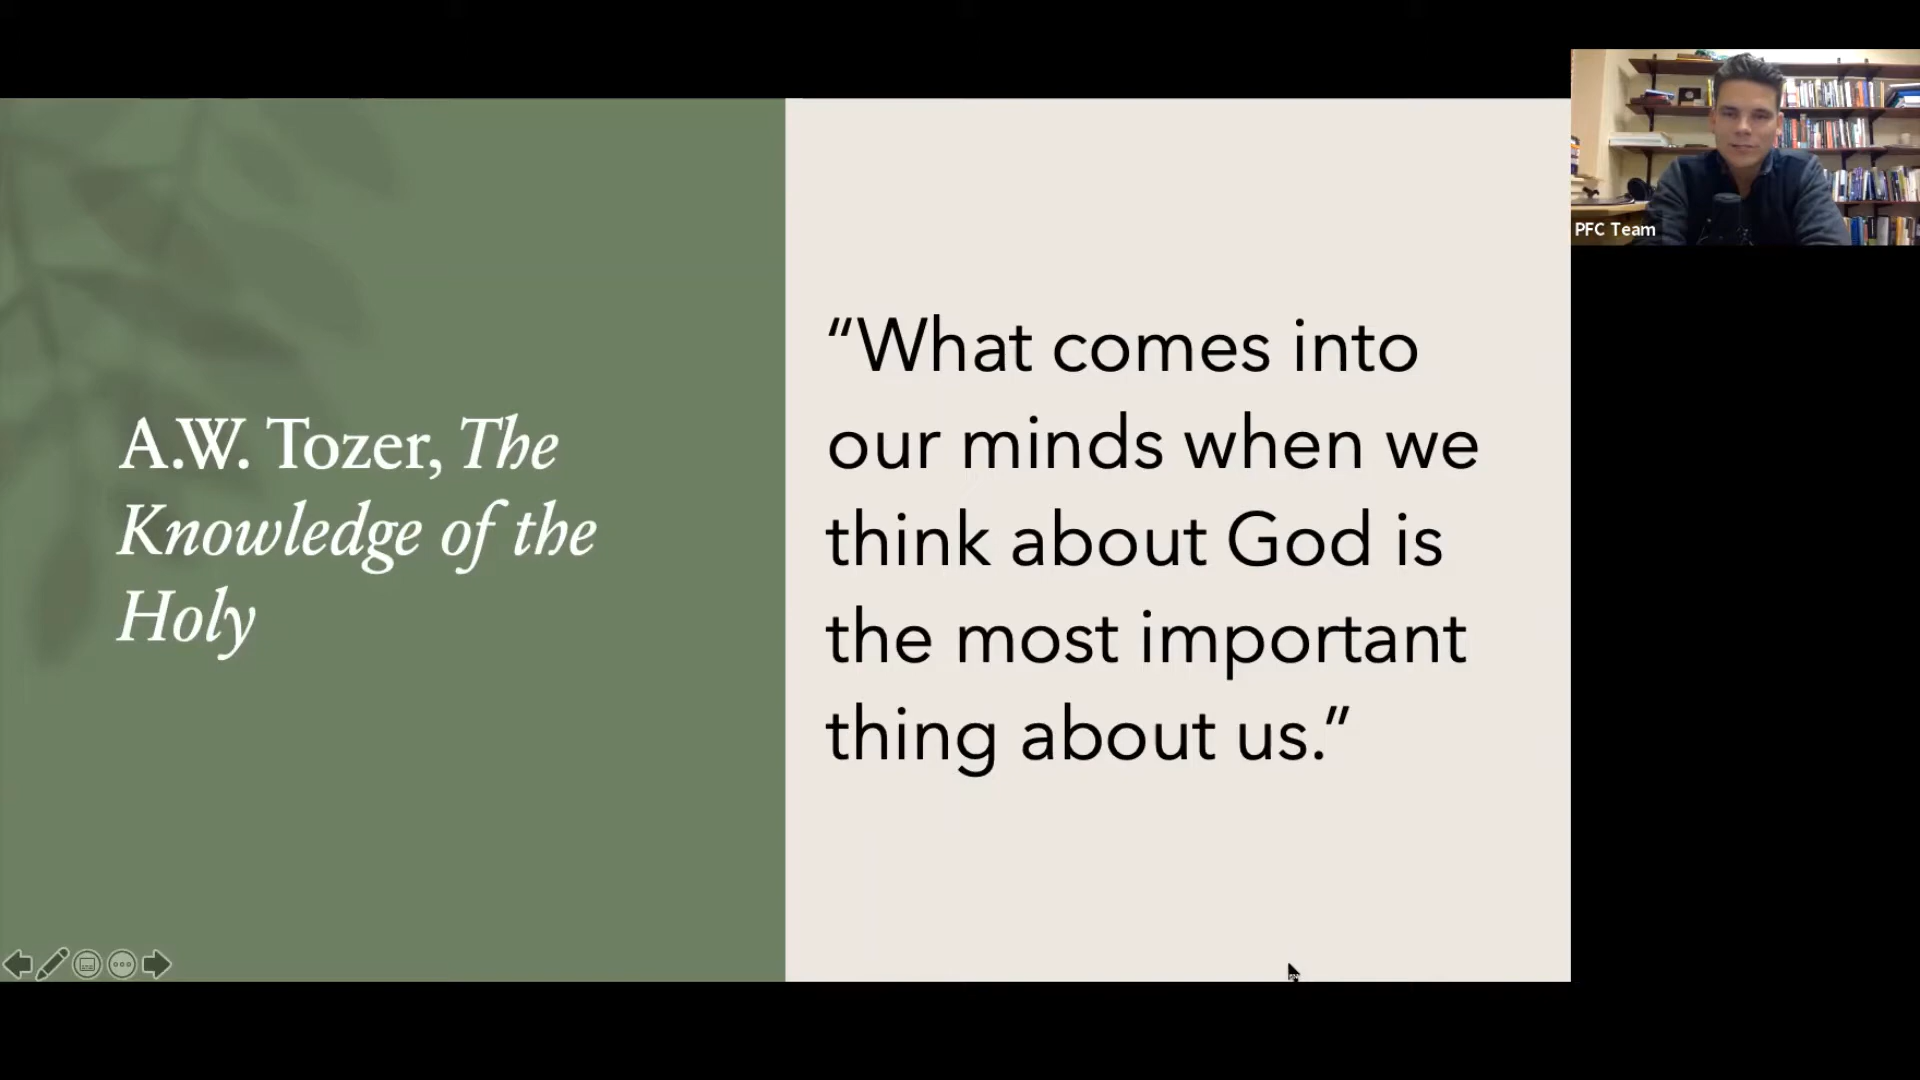 A.W. Tozer, The
Knowledge of the
Holy
“What comes into
our minds when we
think about God is
the most important
thing about us.”
PFC Team